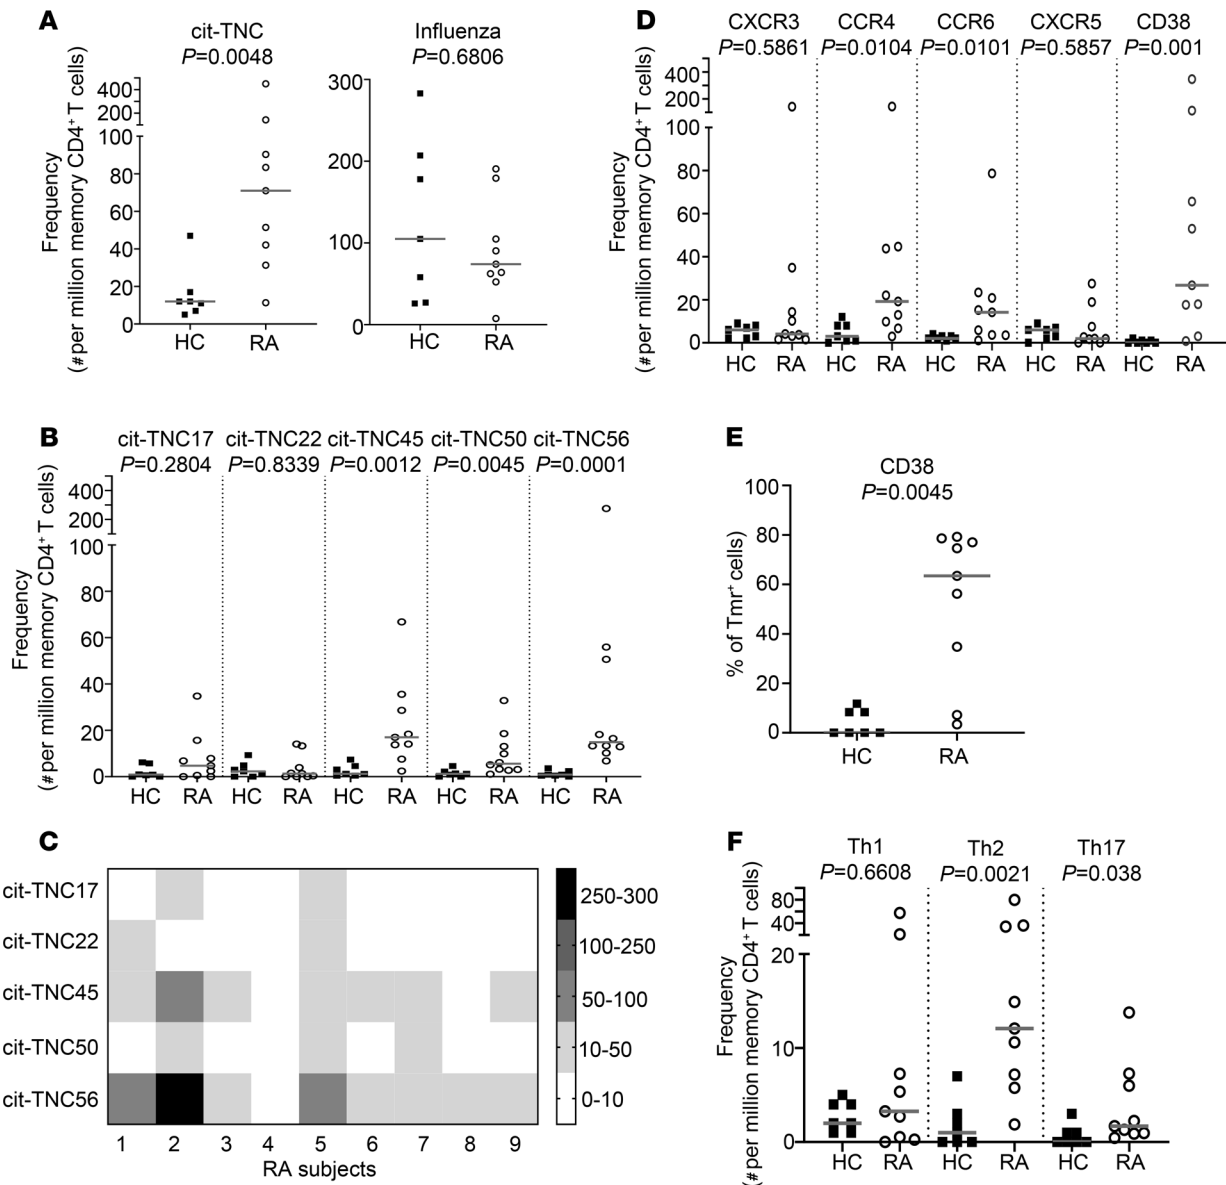 A
cit-TNC
P=0.0048
Influenza
P=0.6806
Frequency
(# per million memory CD4⁺ T cells)
400
200
100
80
60
40
20
0
HC
RA
300
200
100
0
HC
RA
B
cit-TNC17
cit-TNC22
cit-TNC45
cit-TNC50
cit-TNC56
P=0.2804
P=0.8339
P=0.0012
P=0.0045
P=0.0001
Frequency
(# per million memory CD4⁺ T cells)
400
200
100
80
60
40
20
0
HC
RA
HC
RA
HC
RA
HC
RA
HC
RA
C
cit-TNC17
cit-TNC22
cit-TNC45
cit-TNC50
cit-TNC56
1 2 3 4 5 6 7 8 9
RA subjects
250-300
100-250
50-100
10-50
0-10
D
CXCR3
CCR4
CCR6
CXCR5
CD38
P=0.5861
P=0.0104
P=0.0101
P=0.5857
P=0.001
Frequency
(# per million memory CD4⁺ T cells)
400
200
100
80
60
40
20
0
HC
RA
HC
RA
HC
RA
HC
RA
HC
RA
E
CD38
P=0.0045
% of Tmr⁺ cells)
100
80
60
40
20
0
HC
RA
F
Th1
Th2
Th17
P=0.6608
P=0.0021
P=0.038
Frequency
(# per million memory CD4⁺ T cells)
80
40
20
10
0
HC
RA
HC
RA
HC
RA